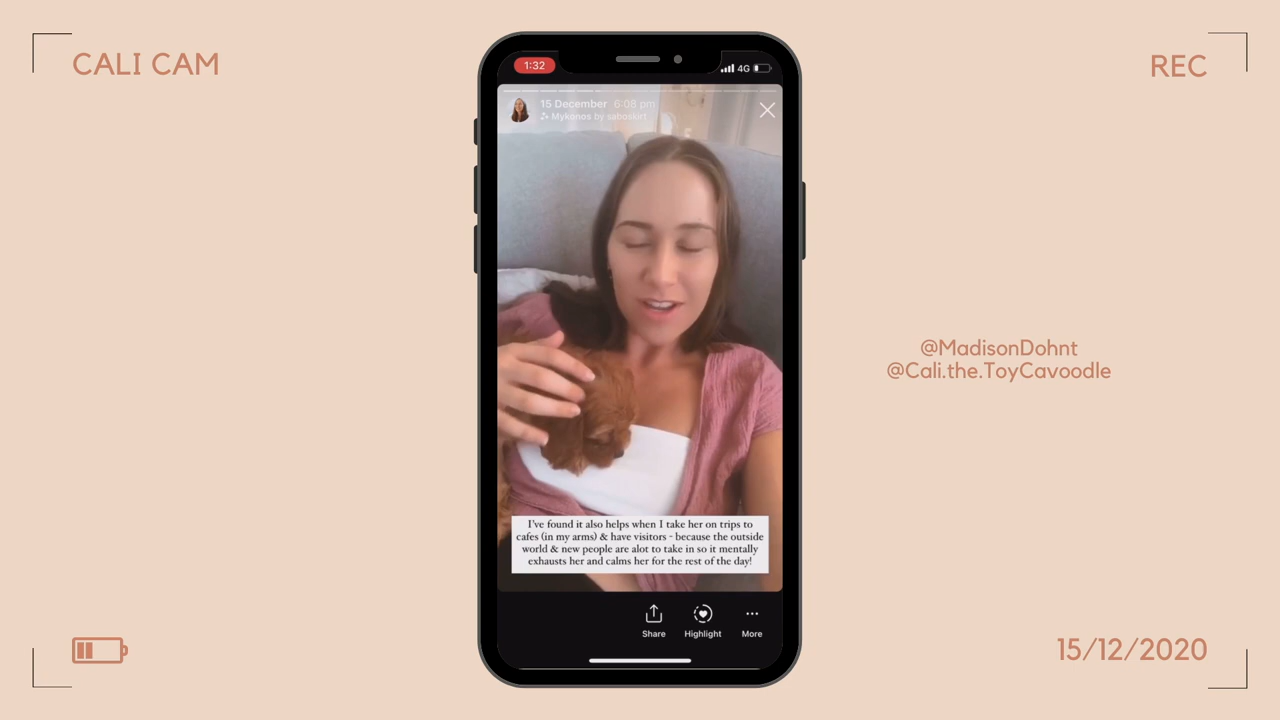 CALI CAM
REC
1:32
4G
15 December 6:08 pm
Mykonos by saboskirt
@MadisonDohnt
@Cali.the.ToyCavoodle
I've found it also helps when I take her on trips to
cafes (in my arms) & have visitors - because the outside
world & new people are alot to take in so it mentally
exhausts her and calms her for the rest of the day!
Share
Highlight
More
15/12/2020